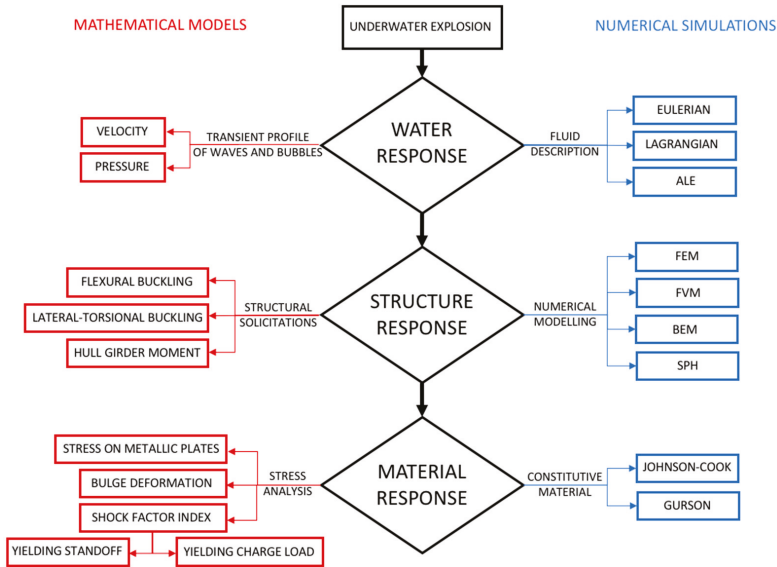 MATHEMATICAL MODELS
UNDERWATER EXPLOSION
NUMERICAL SIMULATIONS
VELOCITY
PRESSURE
TRANSIENT PROFILE
OF WAVES AND BUBBLES
WATER
RESPONSE
FLUID
DESCRIPTION
EULERIAN
LAGRANGIAN
ALE
FLEXURAL BUCKLING
LATERAL-TORSIONAL BUCKLING
HULL GIRDER MOMENT
STRUCTURAL
SOLICITATIONS
STRUCTURE
RESPONSE
NUMERICAL
MODELLING
FEM
FVM
BEM
SPH
STRESS ON METALLIC PLATES
BULGE DEFORMATION
SHOCK FACTOR INDEX
YIELDING STANDOFF
YIELDING CHARGE LOAD
STRESS
ANALYSIS
MATERIAL
RESPONSE
CONSTITUTIVE
MATERIAL
JOHNSON-COOK
GURSON